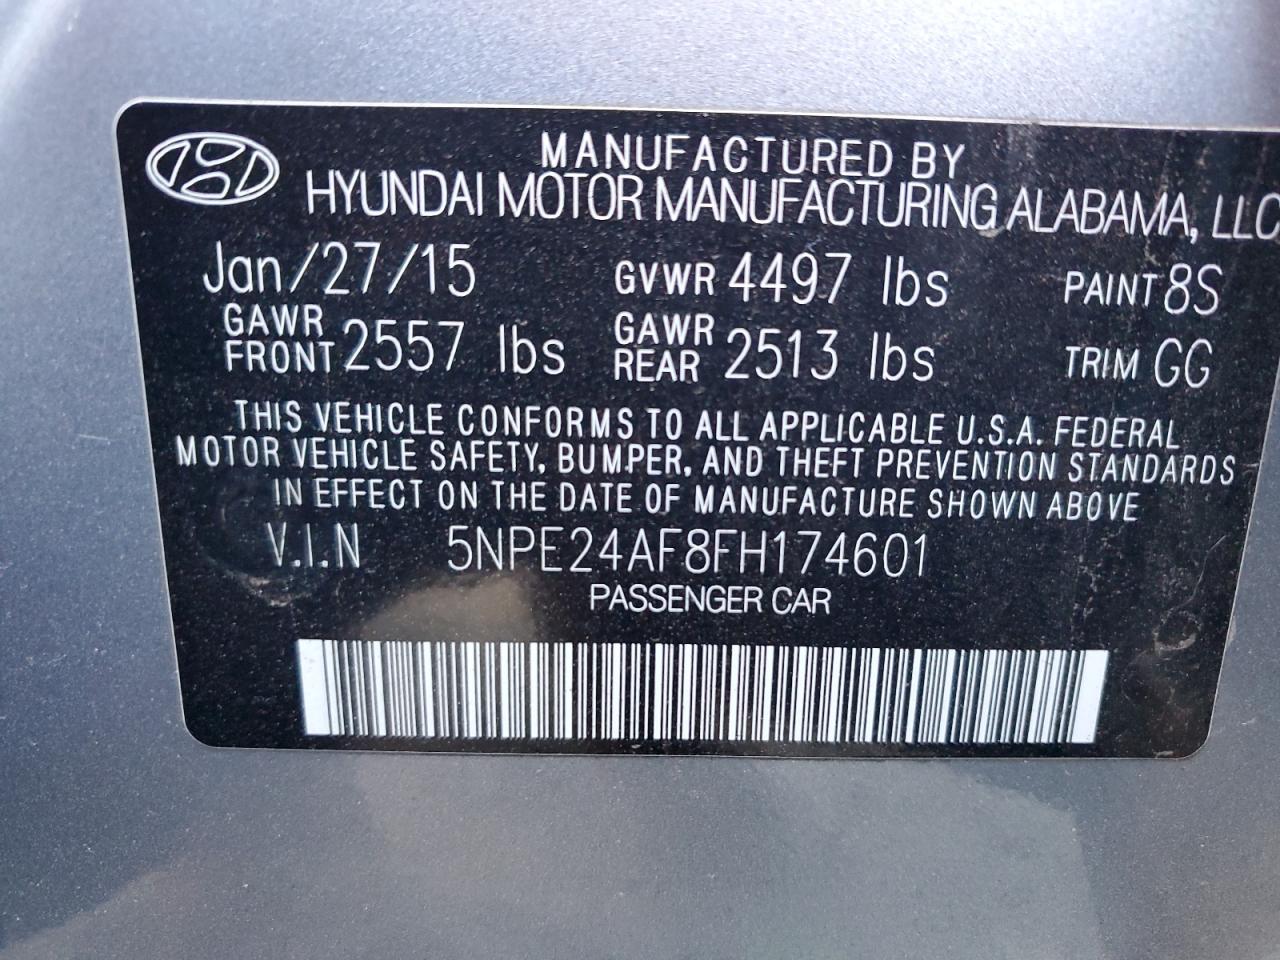 MANUFACTURED BY
HYUNDAI MOTOR MANUFACTURING ALABAMA, LLC
Jan/27/15 GVWR 4497 lbs PAINT 8S
GAWR FRONT 2557 lbs GAWR REAR 2513 lbs TRIM GG
THIS VEHICLE CONFORMS TO ALL APPLICABLE U.S.A. FEDERAL
MOTOR VEHICLE SAFETY, BUMPER, AND THEFT PREVENTION STANDARDS
IN EFFECT ON THE DATE OF MANUFACTURE SHOWN ABOVE
V.I.N 5NPE24AF8FH174601
PASSENGER CAR